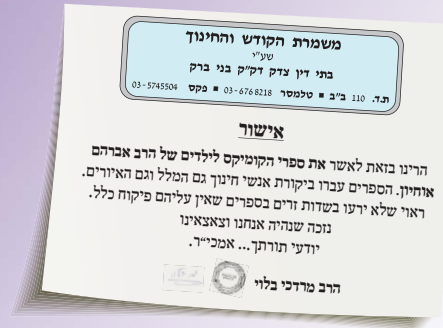 משמרת הקודש והחינוך
שע"י
בתי דין צדק דק"ק בני ברק
ת.ד. 110 ב"ב ■ טלמסר 03-6768218 ■ פקס 03-5745504
אישור
הרינו בזאת לאשר את ספרי הקומיקס לילדים של הרב אברהם
אוחיון. הספרים עברו ביקורת אנשי חינוך גם המלל וגם האיורים.
ראוי שלא ירעו בשדות זרים בספרים שאין עליהם פיקוח כלל.
נזכה שנהיה אנחנו וצאצאינו
יודעי תורתך... אמכי"ר.
הרב מרדכי בלוי